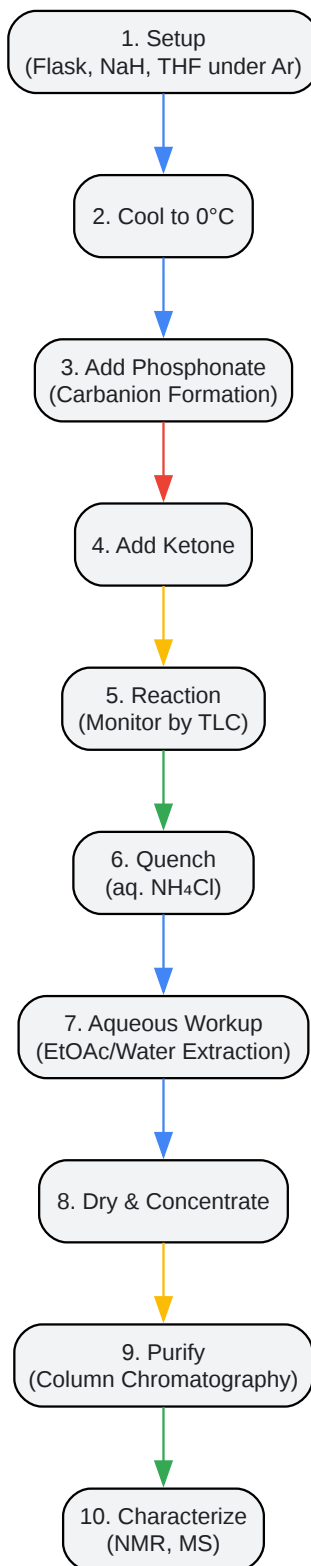 1. Setup
(Flask, NaH, THF under Ar)
2. Cool to 0°C
3. Add Phosphonate
(Carbanion Formation)
4. Add Ketone
5. Reaction
(Monitor by TLC)
6. Quench
(aq. NH₄Cl)
7. Aqueous Workup
(EtOAc/Water Extraction)
8. Dry & Concentrate
9. Purify
(Column Chromatography)
10. Characterize
(NMR, MS)